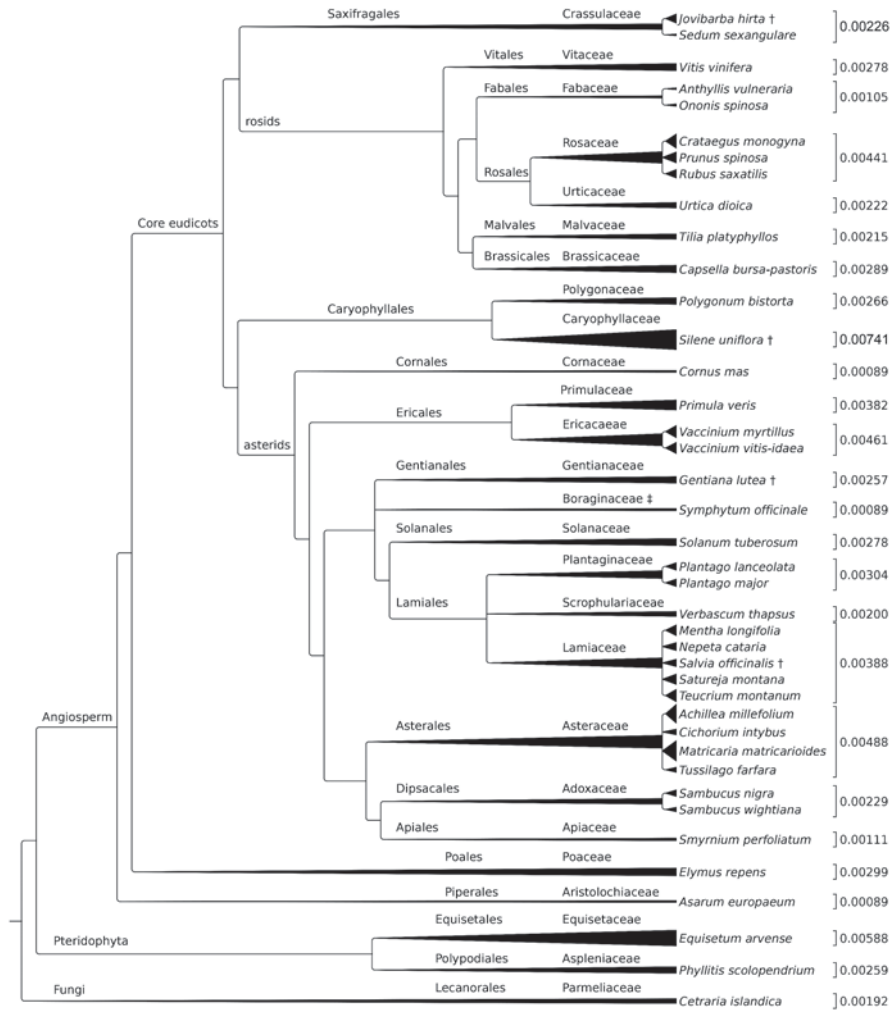 Saxifragales Crassulaceae Jovibarba hirta †
Sedum sexangulare
0.00226
Vitales Vitaceae
Vitis vinifera 0.00278
Fabales Fabaceae Anthyllis vulneraria
Ononis spinosa
0.00105
rosids
Rosaceae Crataegus monogyna
Prunus spinosa
Rubus saxatilis
0.00441
Rosales
Urticaceae
Urtica dioica 0.00222
Malvales Malvaceae
Tilia platyphyllos 0.00215
Core eudicots
Brassicales Brassicaceae
Capsella bursa-pastoris 0.00289
Polygonaceae
Polygonum bistorta 0.00266
Caryophyllales
Caryophyllaceae
Silene uniflora † 0.00741
Cornales Cornaceae
Cornus mas 0.00089
Primulaceae
Primula veris 0.00382
Ericales
Ericacaeae
Vaccinium myrtillus
Vaccinium vitis-idaea
0.00461
asterids
Gentianales Gentianaceae
Gentiana lutea † 0.00257
Boraginaceae ‡
Symphytum officinale 0.00089
Solanales Solanaceae
Solanum tuberosum 0.00278
Plantaginaceae
Plantago lanceolata
Plantago major
0.00304
Lamiales Scrophulariaceae
Verbascum thapsus 0.00200
Mentha longifolia
Lamiaceae Nepeta cataria
Salvia officinalis †
Satureja montana
Teucrium montanum
0.00388
Angiosperm
Asterales Asteraceae
Achillea millefolium
Cichorium intybus
Matricaria matricarioides
Tussilago farfara
0.00488
Dipsacales Adoxaceae Sambucus nigra
Sambucus wightiana
0.00229
Apiales Apiaceae
Smyrnium perfoliatum 0.00111
Poales Poaceae
Elymus repens 0.00299
Piperales Aristolochiaceae
Asarum europaeum 0.00089
Equisetales Equisetaceae
Equisetum arvense 0.00588
Pteridophyta
Polypodiales Aspleniaceae
Phyllitis scolopendrium 0.00259
Fungi Lecanorales Parmeliaceae
Cetraria islandica 0.00192